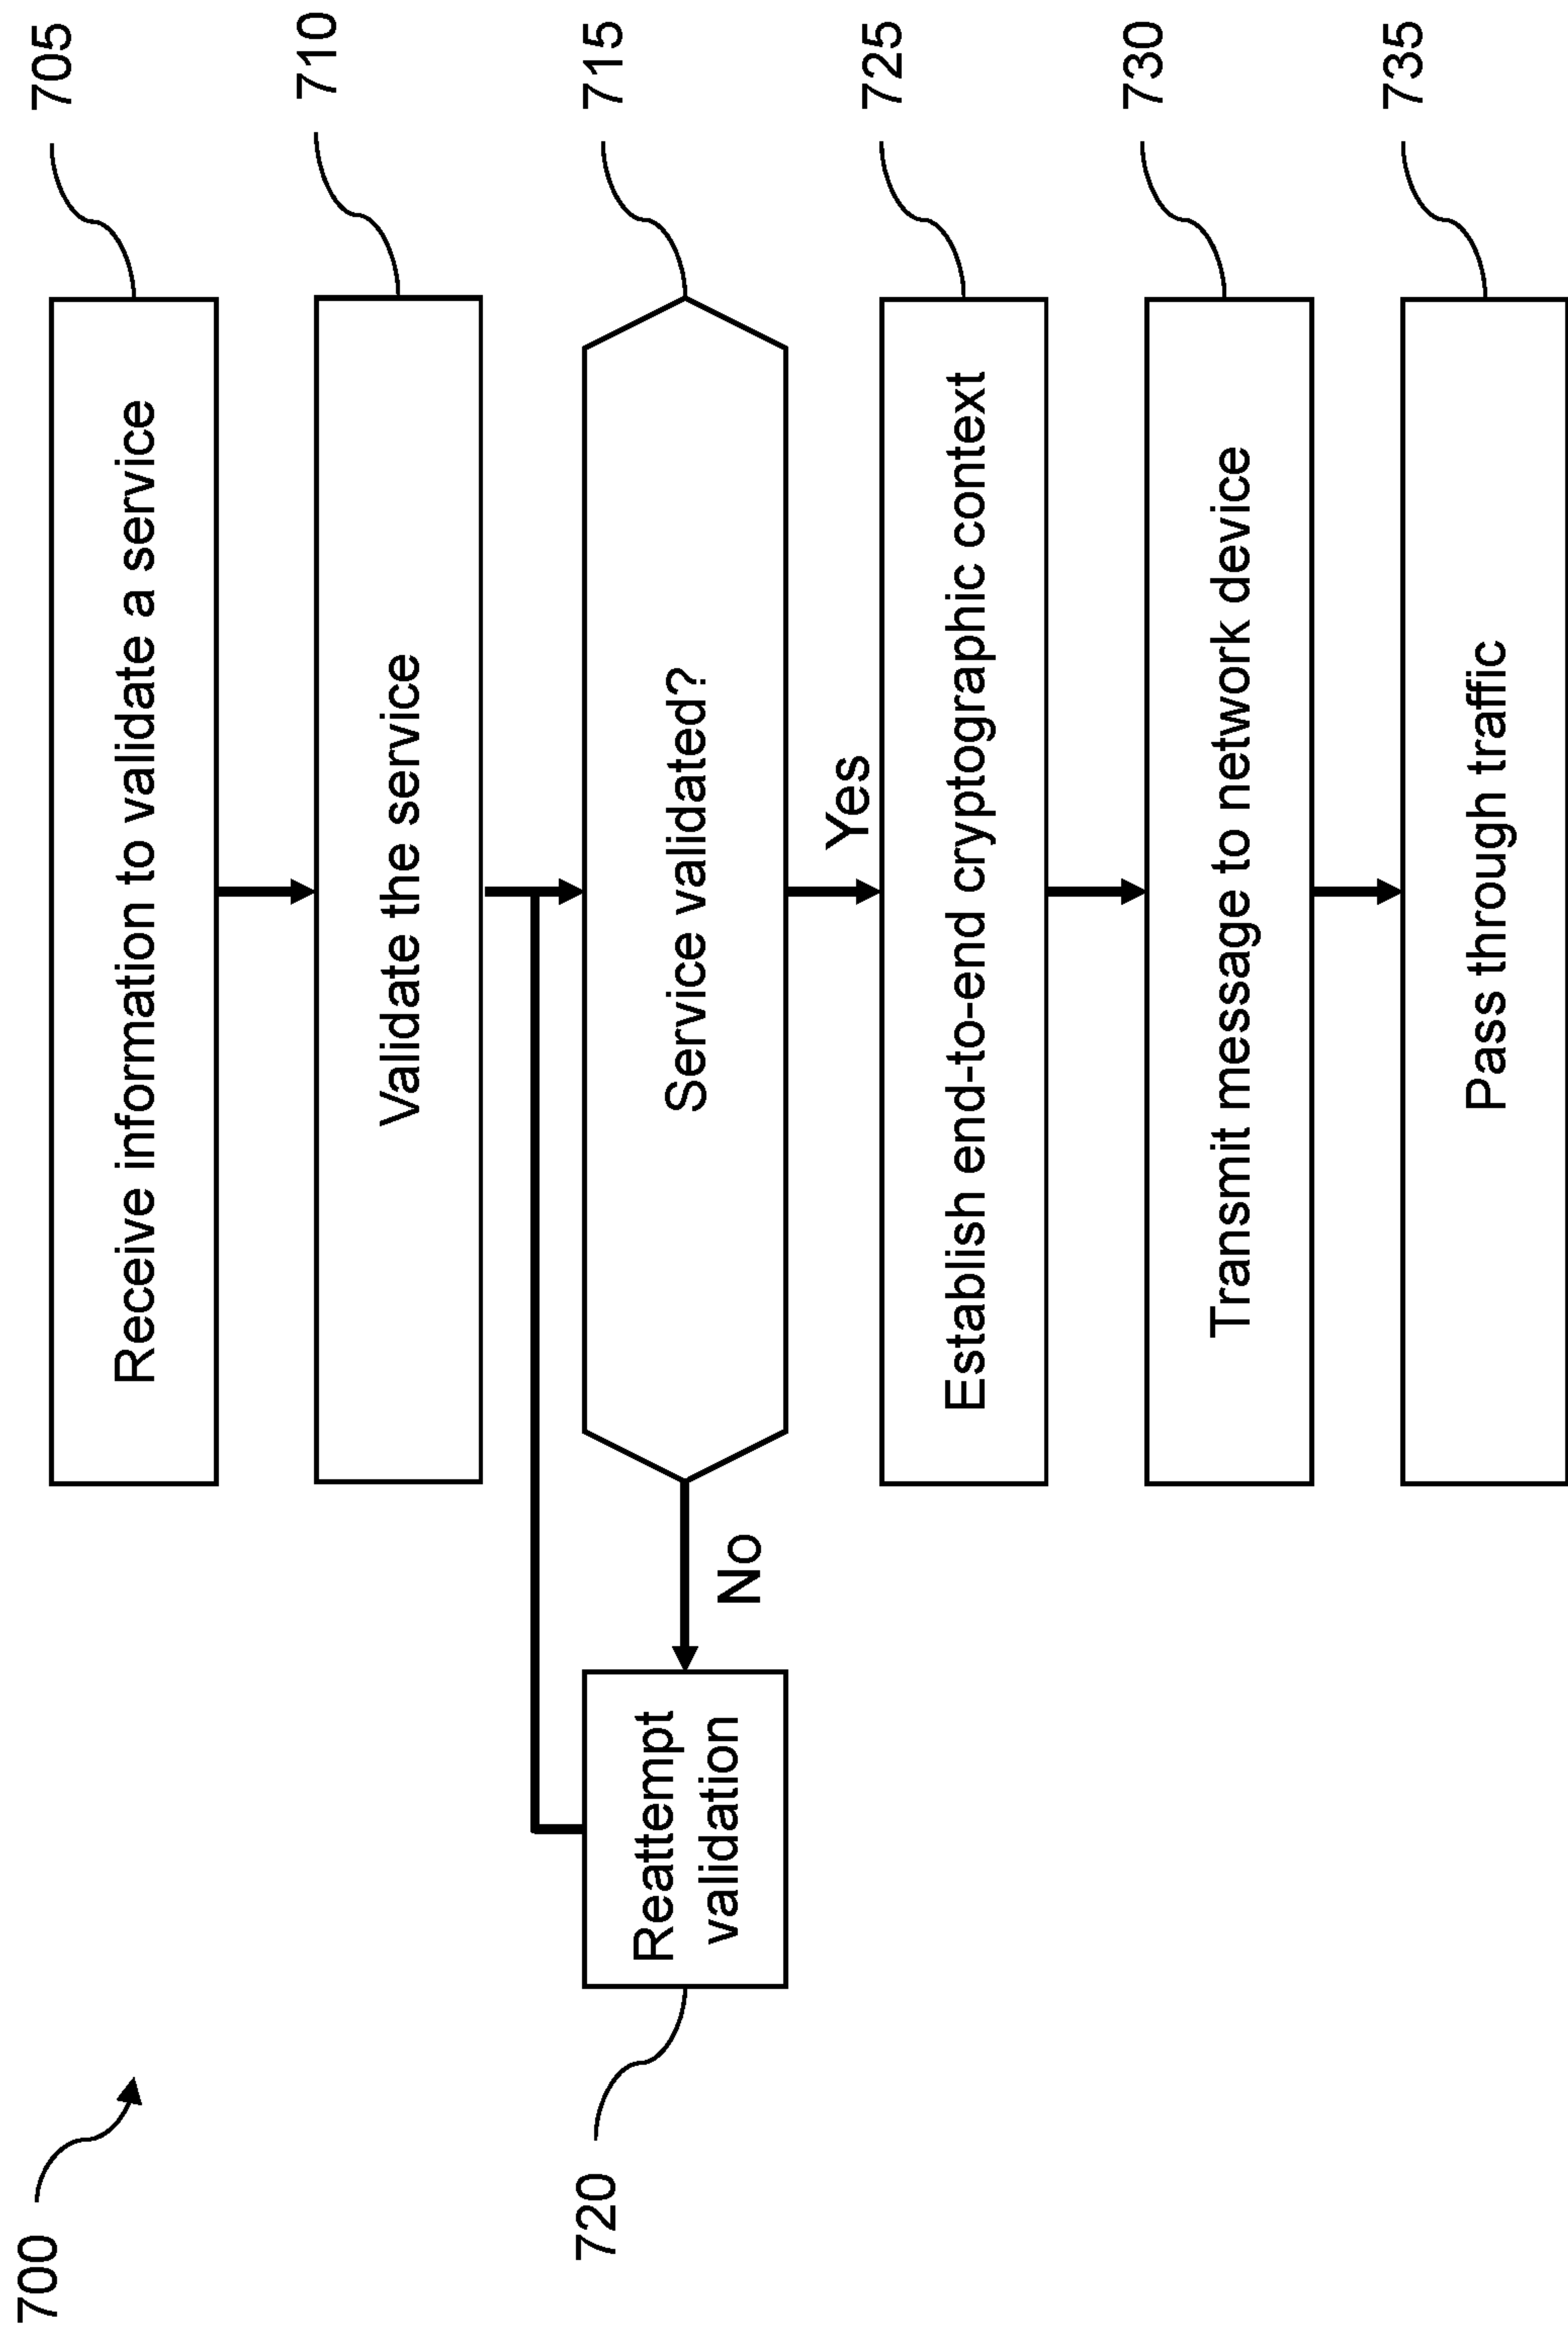 700
Receive information to validate a service
705
Validate the service
710
Service validated?
715
No
Reattempt
validation
720
Yes
Establish end-to-end cryptographic context
725
Transmit message to network device
730
Pass through traffic
735